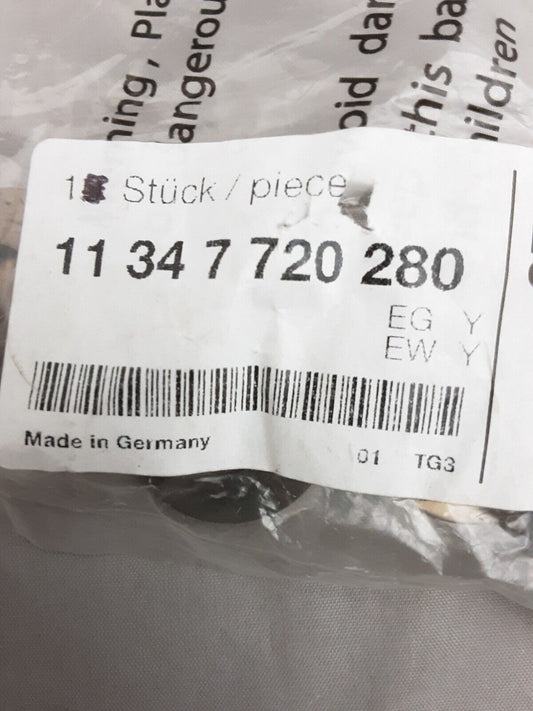 ning, Pla
angerou
oid dan
this ba
hildren
1 Stück / piece
11 34 7 720 280
EG Y
EW Y
Made in Germany
01 TG3